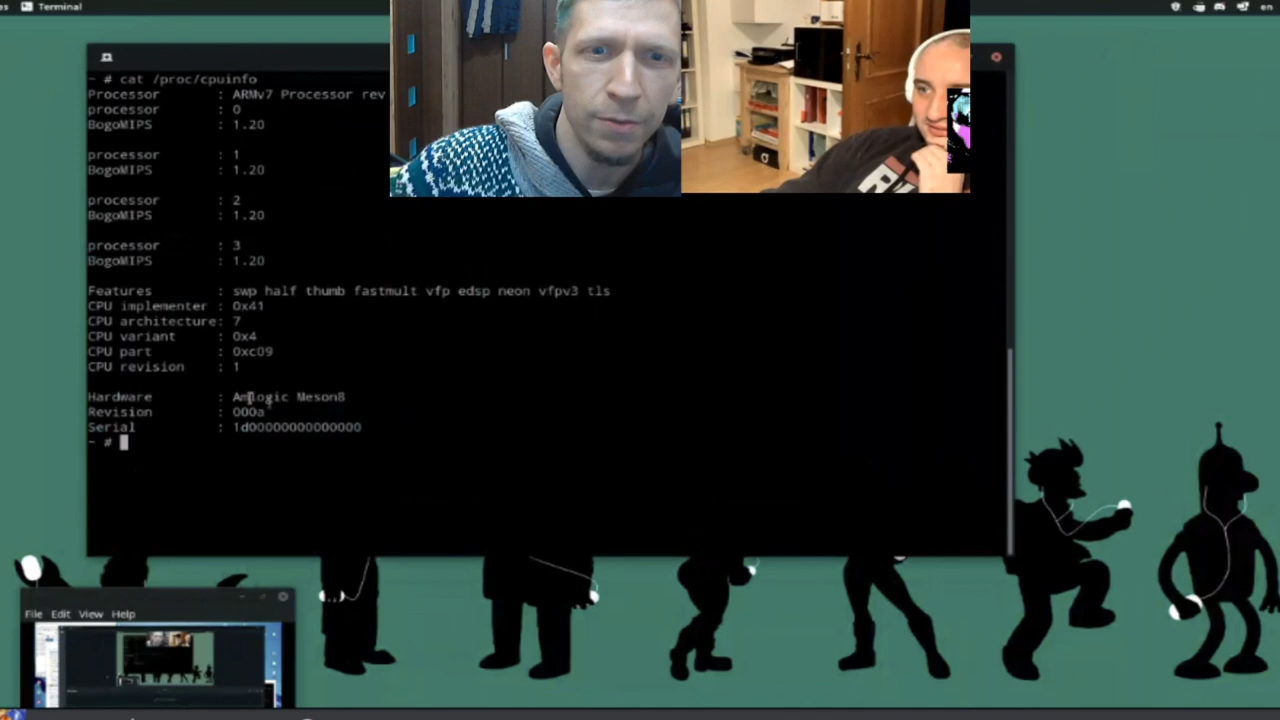 es Terminal en
~ # cat /proc/cpuinfo
Processor : ARMv7 Processor rev
processor : 0
BogoMIPS : 1.20
processor : 1
BogoMIPS : 1.20
processor : 2
BogoMIPS : 1.20
processor : 3
BogoMIPS : 1.20
Features : swp half thumb fastmult vfp edsp neon vfpv3 tls
CPU implementer : 0x41
CPU architecture: 7
CPU variant : 0x4
CPU part : 0xc09
CPU revision : 1
Hardware : Amlogic Meson8
Revision : 000a
Serial : 1d00000000000000
~ #
File Edit View Help